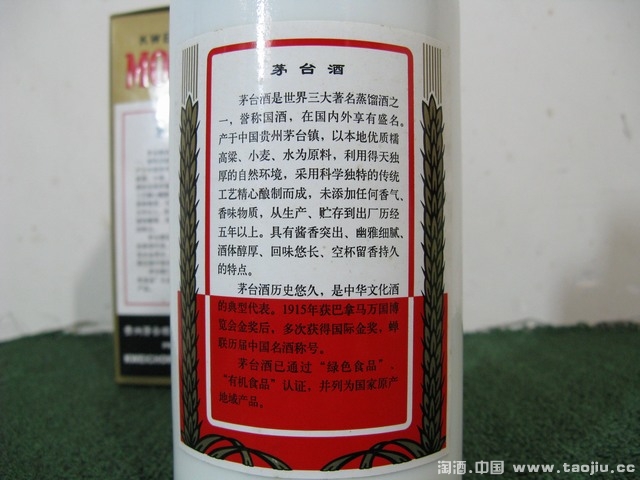 茅台酒
茅台酒是世界三大著名蒸馏酒之
一，誉称国酒，在国内外享有盛名。
产于中国贵州茅台镇，以本地优质糯
高粱、小麦、水为原料，利用得天独
厚的自然环境，采用科学独特的传统
工艺精心酿制而成，未添加任何香气、
香味物质，从生产、贮存到出厂历经
五年以上。具有酱香突出、幽雅细腻、
酒体醇厚、回味悠长、空杯留香持久
的特点。
茅台酒历史悠久，是中华文化酒
的典型代表。1915年获巴拿马万国博
览会金奖后，多次获得国际金奖，蝉
联历届中国名酒称号。
茅台酒已通过“绿色食品”、
“有机食品”认证，并列为国家原产
地域产品。
淘酒.中国 www.taojiu.cc